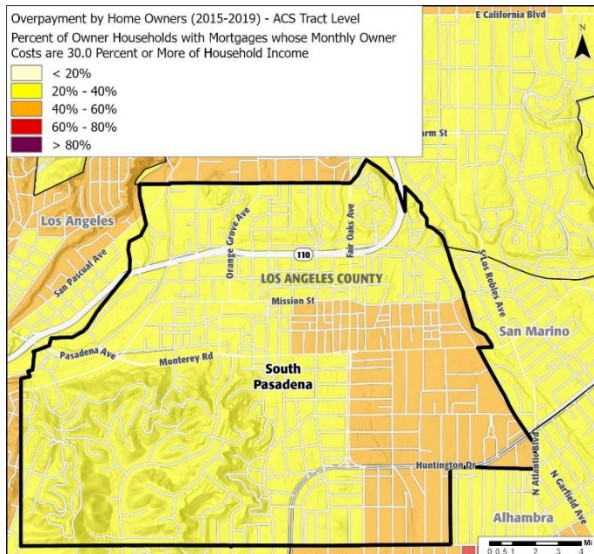 Overpayment by Home Owners (2015-2019) - ACS Tract Level
Percent of Owner Households with Mortgages whose Monthly Owner
Costs are 30.0 Percent or More of Household Income
< 20%
20% - 40%
40% - 60%
60% - 80%
> 80%
E California Blvd
N
arm St
Los Angeles
San Pascual Ave
Orange Grove Ave
Fair Oaks Ave
110
LOS ANGELES COUNTY
S Los Robles Ave
Mission St
San Marino
Pasadena Ave
Monterey Rd
South
Pasadena
Huntington Dr
N Atlantic Blvd
N Garfield Ave
Alhambra
Mi
0 0.5 1 2 3 4